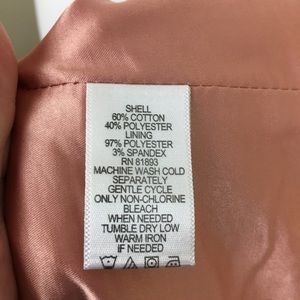 SHELL
60% COTTON
40% POLYESTER
LINING
97% POLYESTER
3% SPANDEX
RN 81893
MACHINE WASH COLD
SEPARATELY
GENTLE CYCLE
ONLY NON-CHLORINE
BLEACH
WHEN NEEDED
TUMBLE DRY LOW
WARM IRON
IF NEEDED